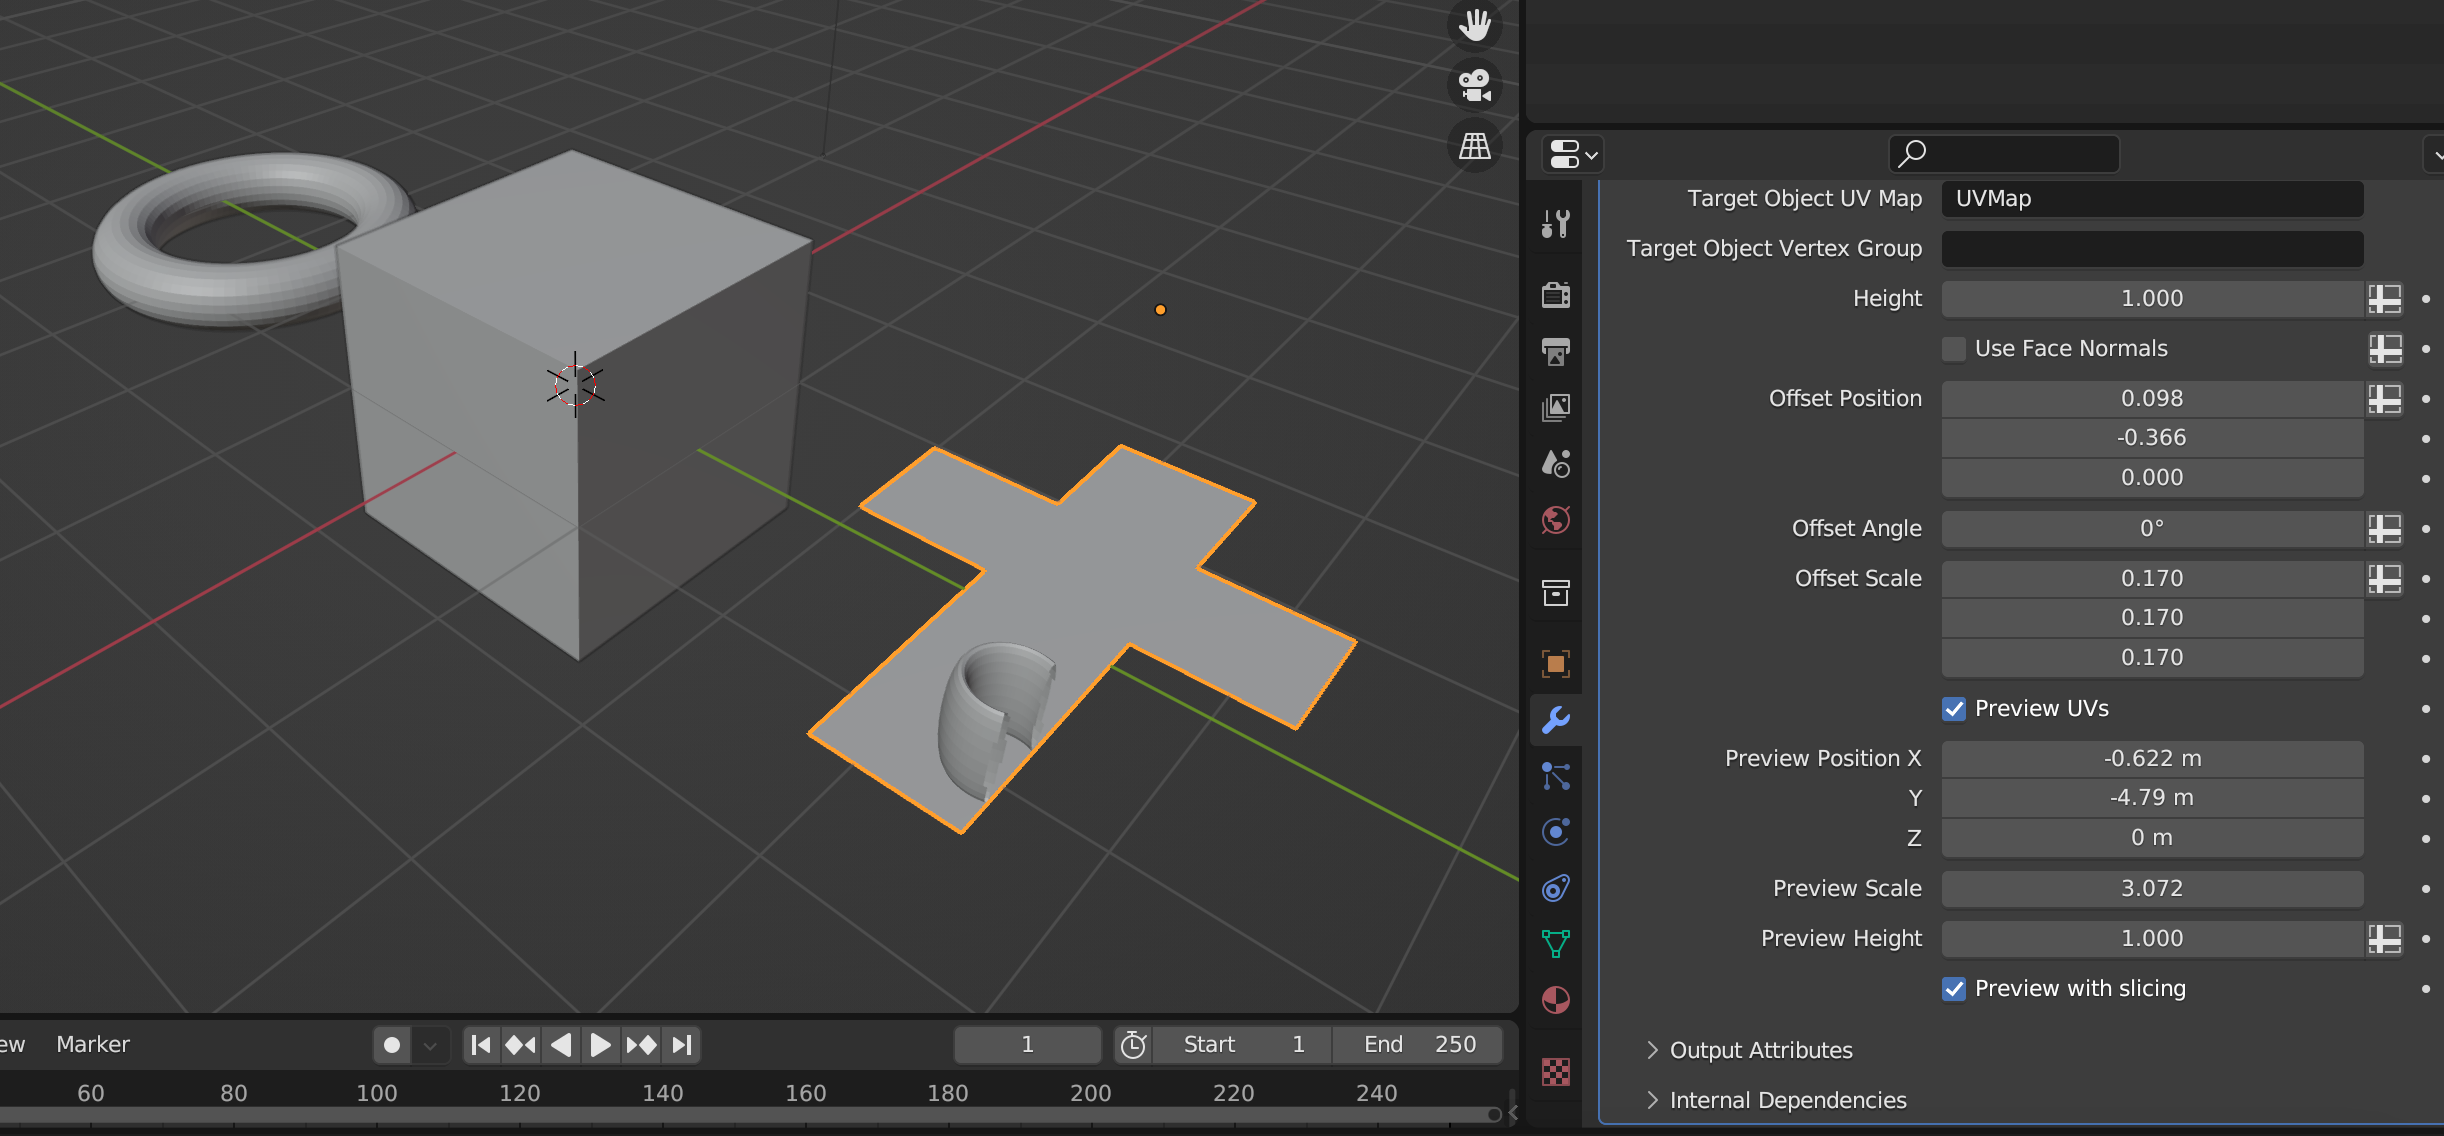 Target Object UV Map UVMap
Target Object Vertex Group
Height 1.000
Use Face Normals
Offset Position 0.098
-0.366
0.000
Offset Angle 0°
Offset Scale 0.170
0.170
0.170
Preview UVs
Preview Position X -0.622 m
Y -4.79 m
Z 0 m
Preview Scale 3.072
Preview Height 1.000
Preview with slicing
Output Attributes
Internal Dependencies
ew Marker 1 Start 1 End 250
60 80 100 120 140 160 180 200 220 240